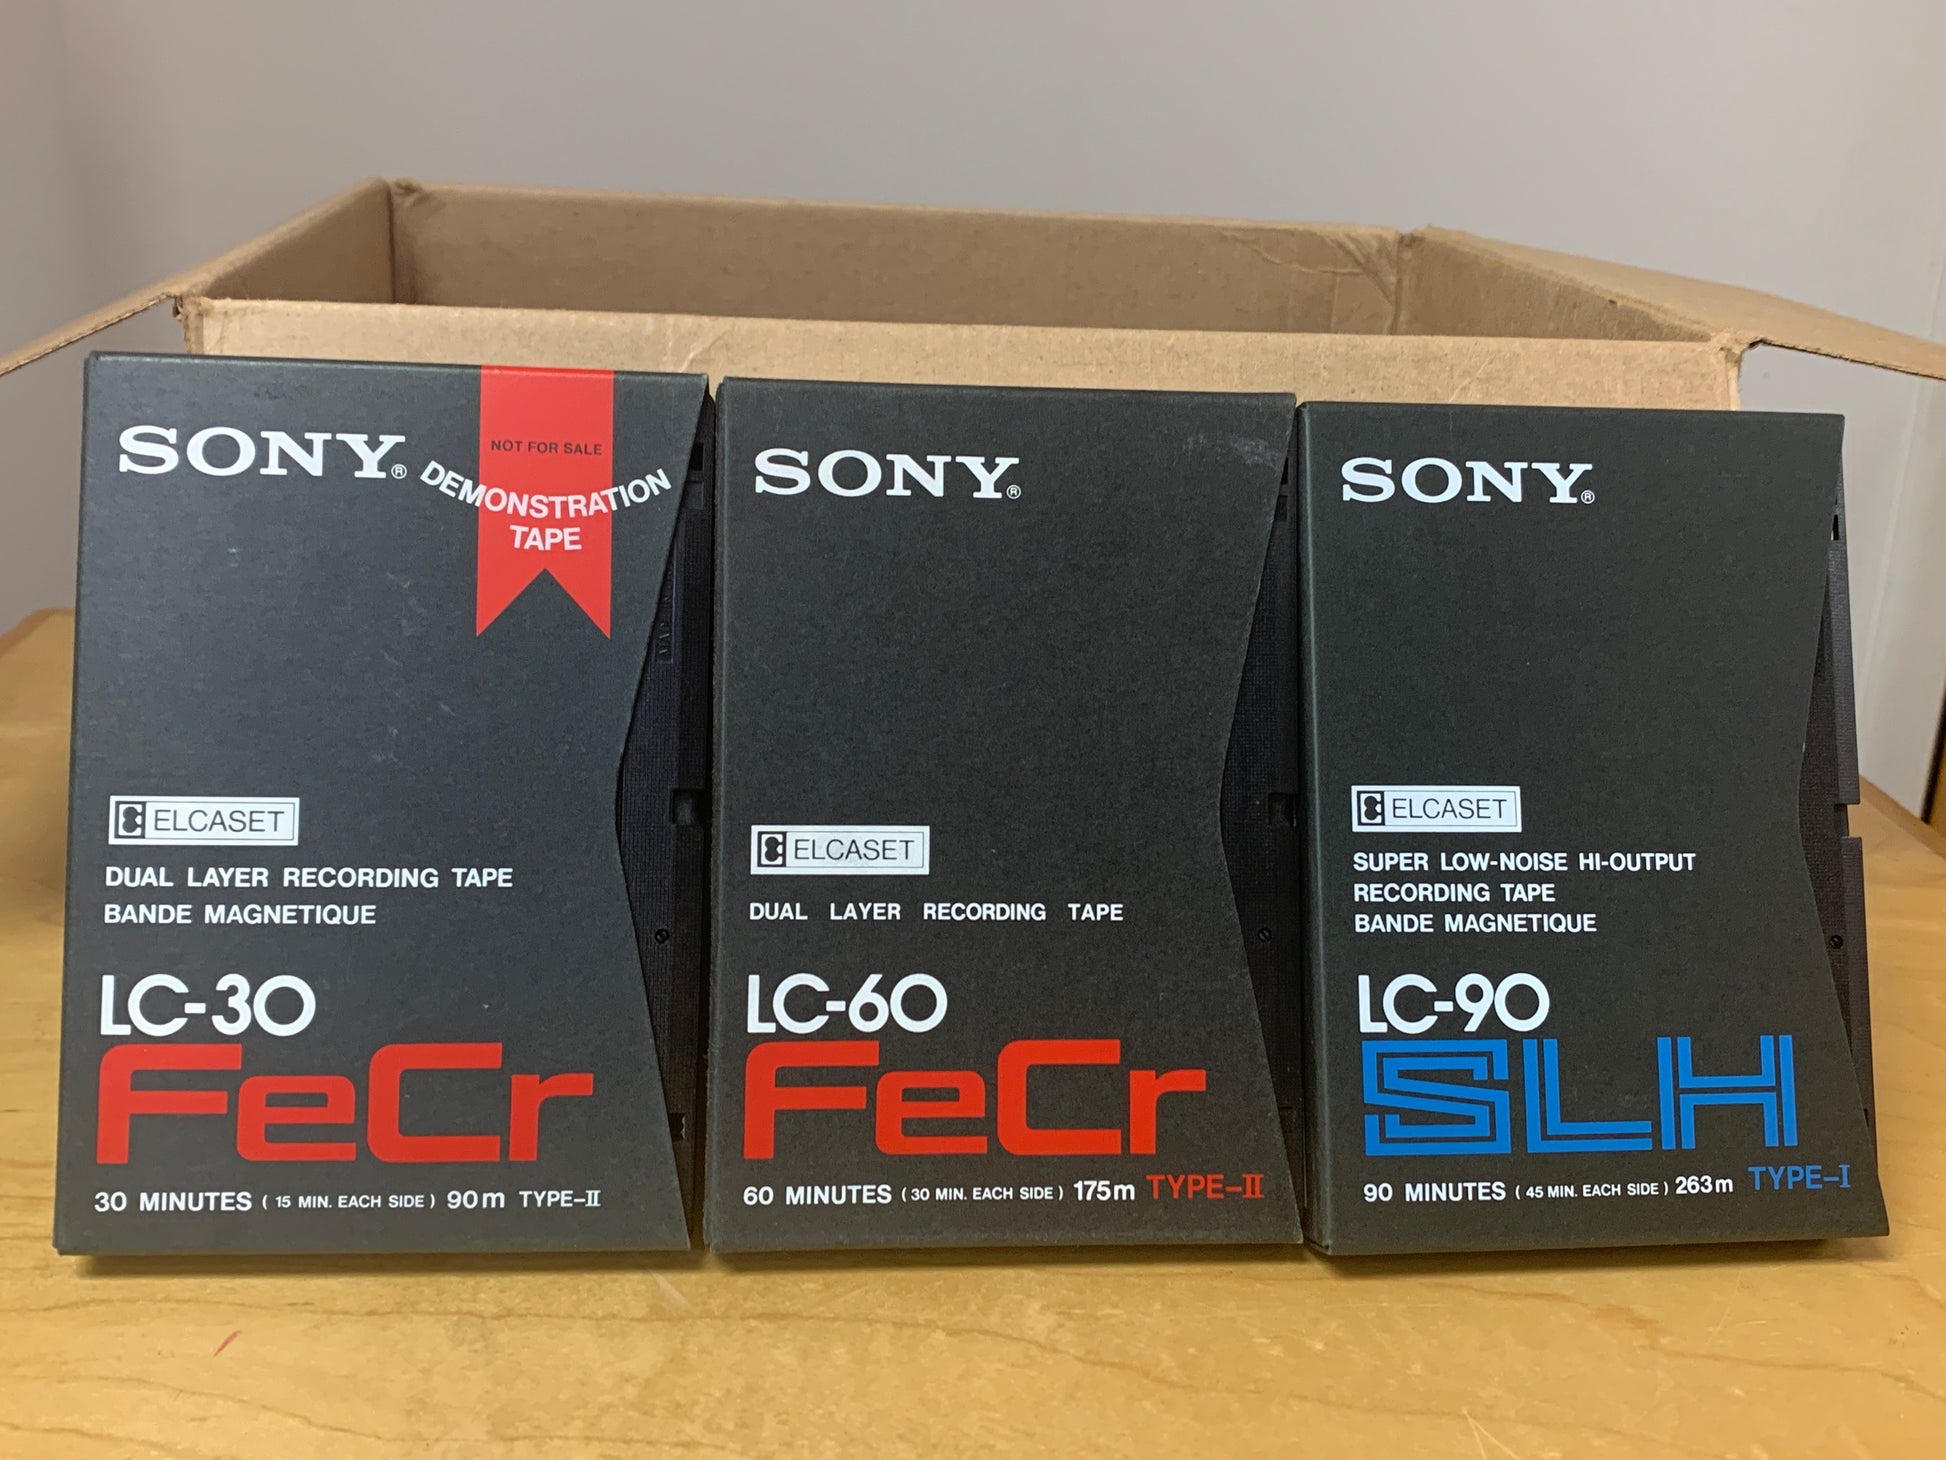 SONY®
NOT FOR SALE
DEMONSTRATION
TAPE
ELCASET
DUAL LAYER RECORDING TAPE
BANDE MAGNETIQUE
LC-30
FeCr
30 MINUTES ( 15 MIN. EACH SIDE ) 90m TYPE-II
SONY®
ELCASET
DUAL LAYER RECORDING TAPE
LC-60
FeCr
60 MINUTES ( 30 MIN. EACH SIDE ) 175m TYPE-II
SONY®
ELCASET
SUPER LOW-NOISE HI-OUTPUT
RECORDING TAPE
BANDE MAGNETIQUE
LC-90
SLH
90 MINUTES ( 45 MIN. EACH SIDE ) 263m TYPE-I